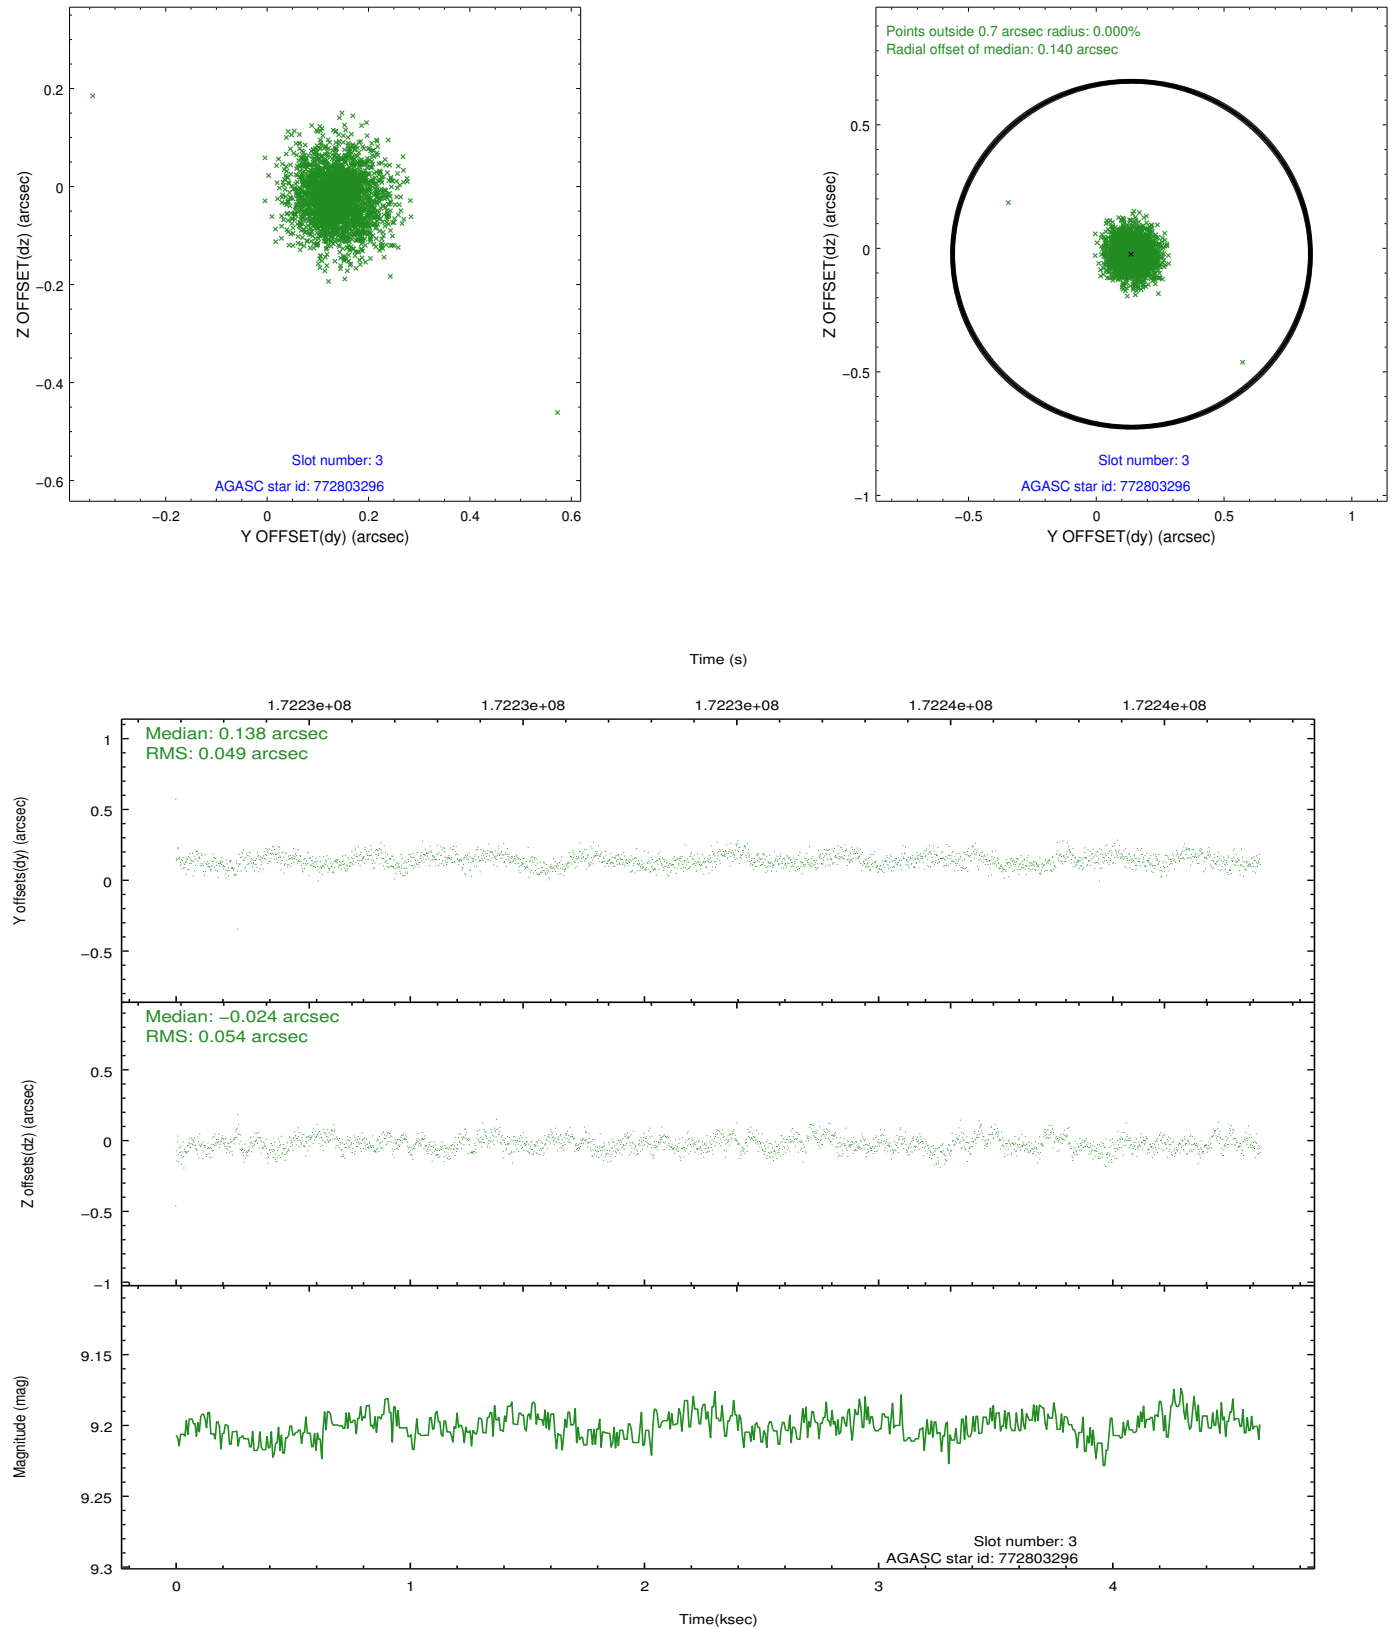 0.2
0
−0.2
−0.4
−0.6
Z OFFSET(dz) (arcsec)
Slot number: 3
AGASC star id: 772803296
−0.2 0 0.2 0.4 0.6
Y OFFSET(dy) (arcsec)
Points outside 0.7 arcsec radius: 0.000%
Radial offset of median: 0.140 arcsec
0.5
0
−0.5
−1
Z OFFSET(dz) (arcsec)
Slot number: 3
AGASC star id: 772803296
−0.5 0 0.5 1
Y OFFSET(dy) (arcsec)
Time (s)
1.7223e+08 1.7223e+08 1.7223e+08 1.7224e+08 1.7224e+08
Median: 0.138 arcsec
RMS: 0.049 arcsec
1
0.5
0
−0.5
Y offsets(dy) (arcsec)
Median: −0.024 arcsec
RMS: 0.054 arcsec
0.5
0
−0.5
−1
Z offsets(dz) (arcsec)
9.15
9.2
9.25
9.3
Magnitude (mag)
Slot number: 3
AGASC star id: 772803296
0 1 2 3 4
Time(ksec)